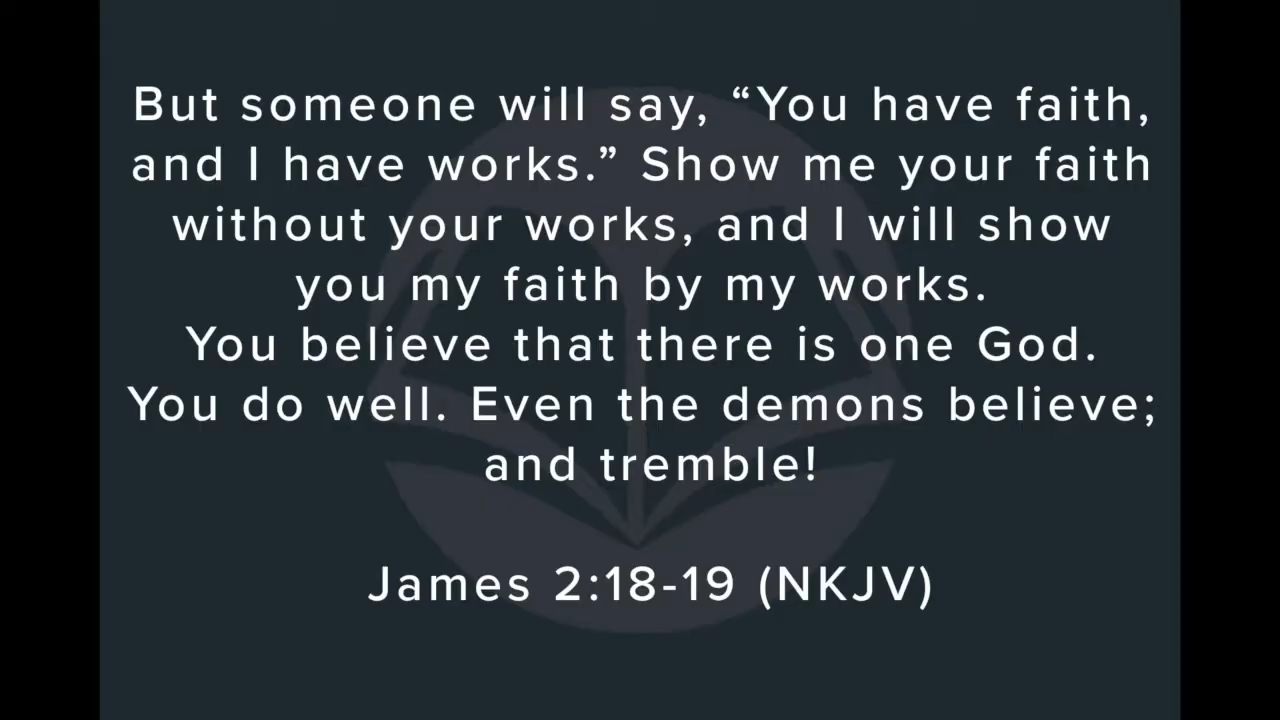 But someone will say, “You have faith,
and I have works.” Show me your faith
without your works, and I will show
you my faith by my works.
You believe that there is one God.
You do well. Even the demons believe;
and tremble!
James 2:18-19 (NKJV)